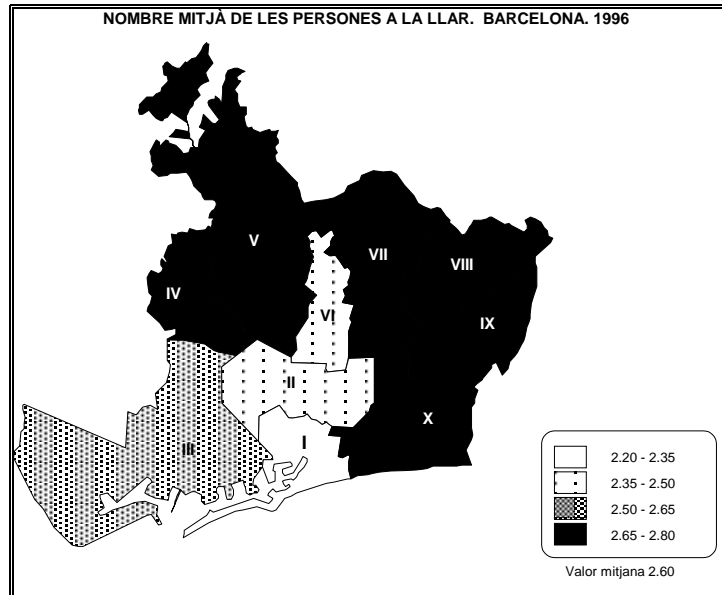 NOMBRE MITJÀ DE LES PERSONES A LA LLAR. BARCELONA. 1996
V
VII
VIII
IV
IX
VI
II
X
I
III
2.20 - 2.35
2.35 - 2.50
2.50 - 2.65
2.65 - 2.80
Valor mitjana 2.60